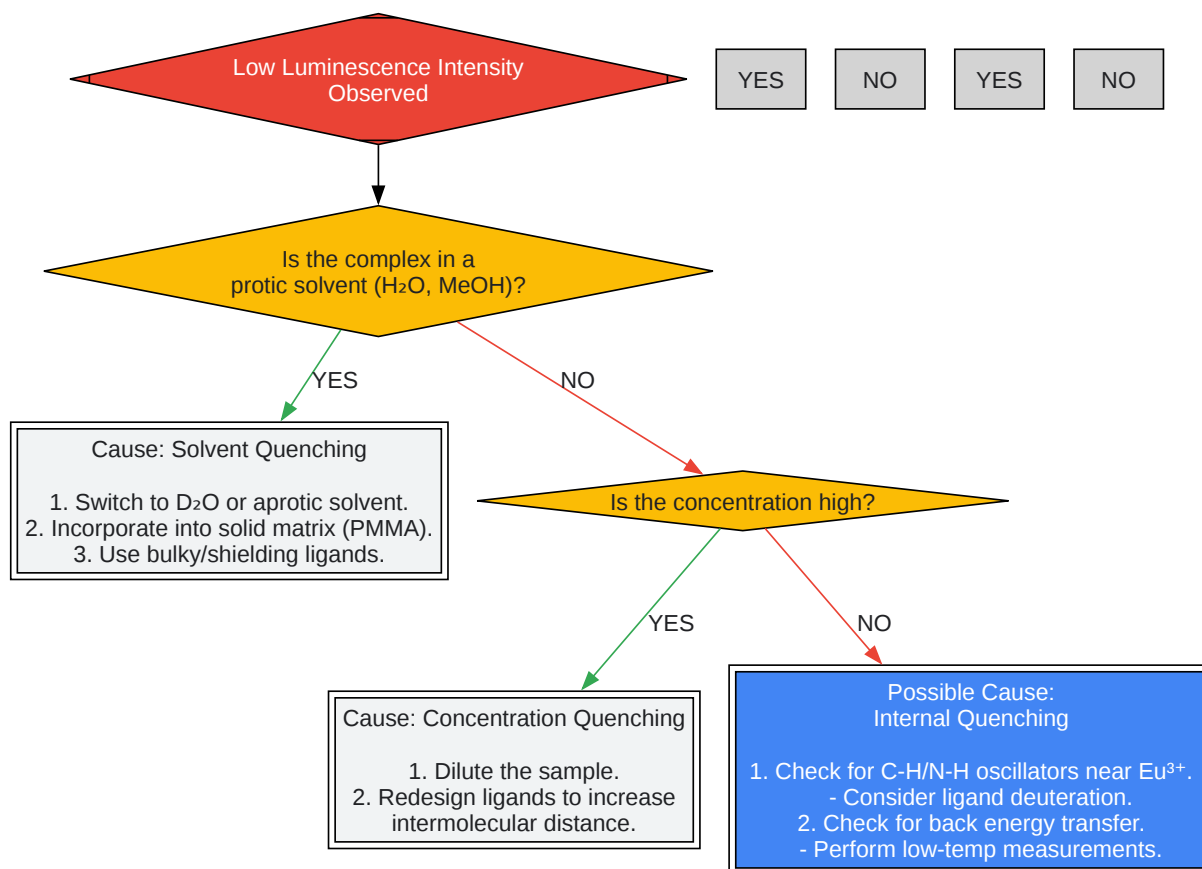 Low Luminescence Intensity
Observed
YES
NO
YES
NO
Is the complex in a
protic solvent (H₂O, MeOH)?
YES
NO
Cause: Solvent Quenching
1. Switch to D₂O or aprotic solvent.
2. Incorporate into solid matrix (PMMA).
3. Use bulky/shielding ligands.
Is the concentration high?
YES
NO
Cause: Concentration Quenching
1. Dilute the sample.
2. Redesign ligands to increase
intermolecular distance.
Possible Cause:
Internal Quenching
1. Check for C-H/N-H oscillators near Eu³⁺.
- Consider ligand deuteration.
2. Check for back energy transfer.
- Perform low-temp measurements.